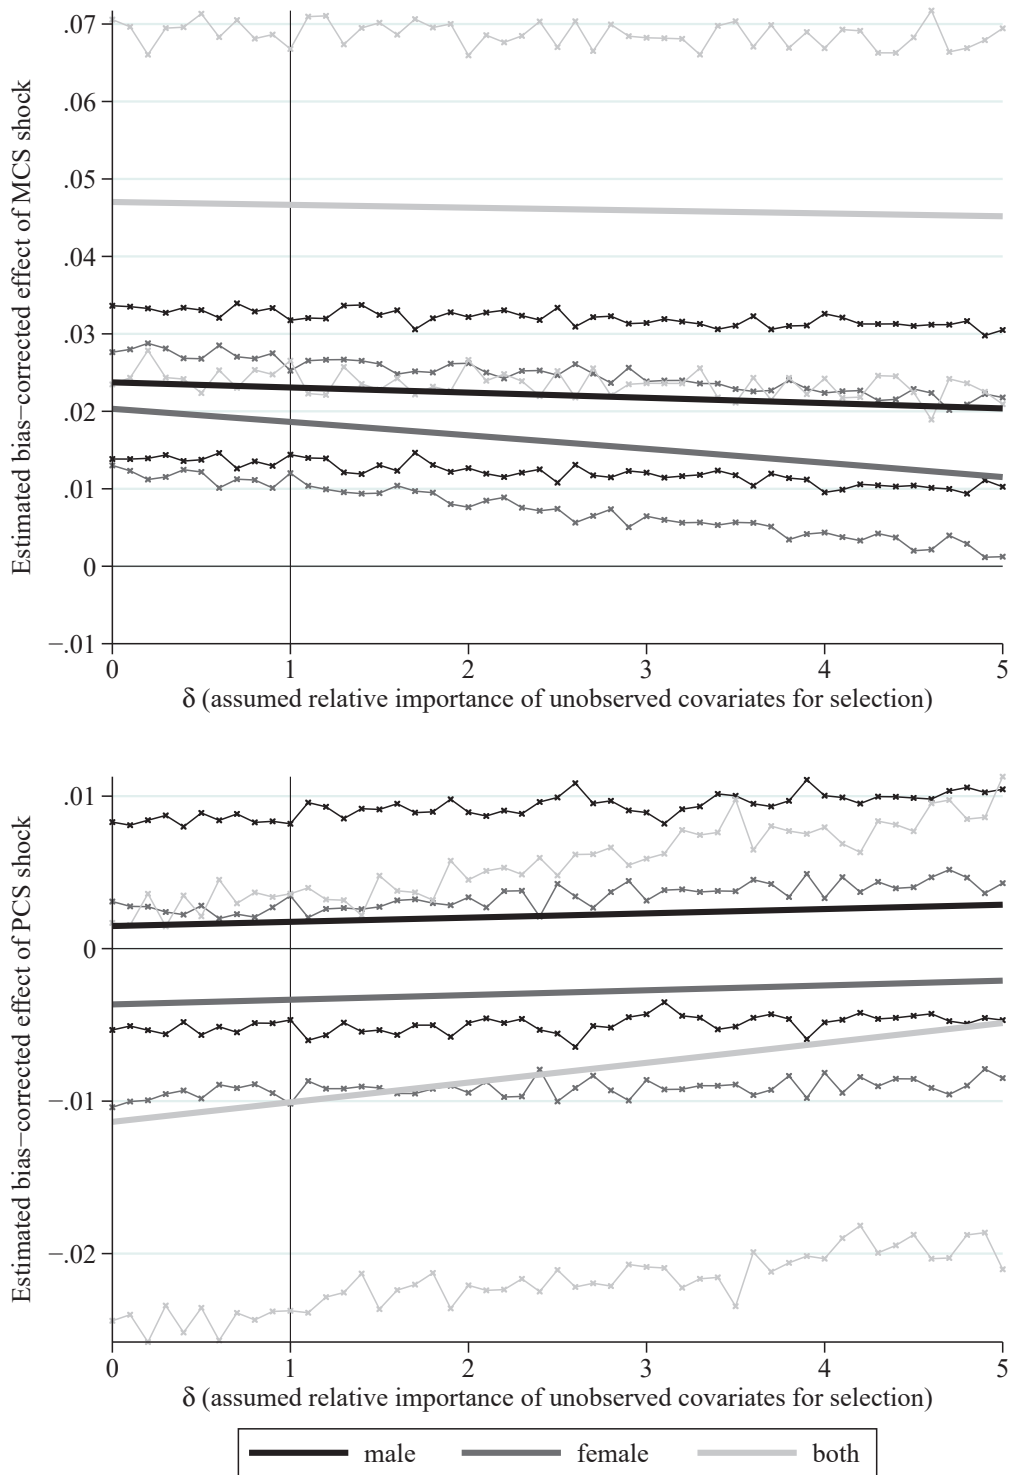 Estimated bias−corrected effect of MCS shock
.07
.06
.05
.04
.03
.02
.01
0
−.01
0 1 2 3 4 5
δ (assumed relative importance of unobserved covariates for selection)
Estimated bias−corrected effect of PCS shock
.01
0
−.01
−.02
0 1 2 3 4 5
δ (assumed relative importance of unobserved covariates for selection)
male female both